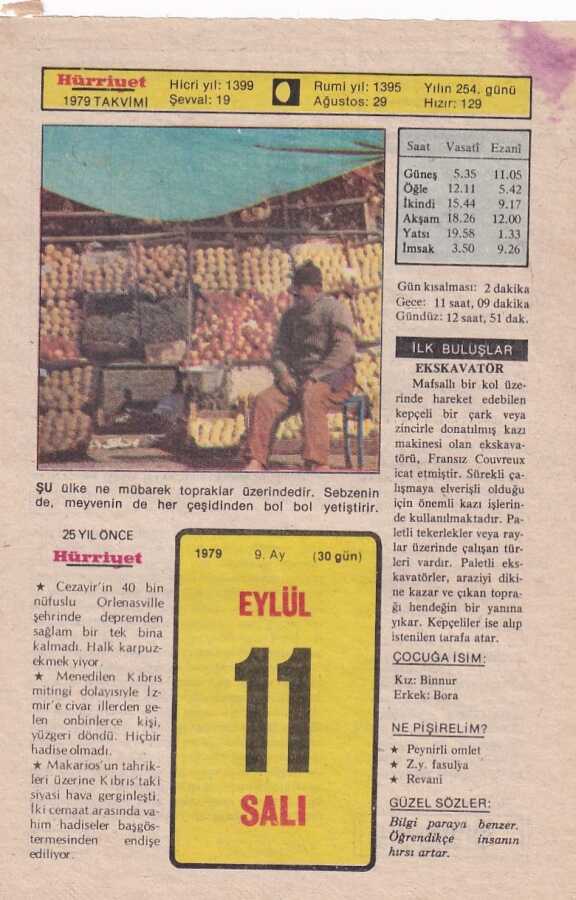 Hürriyet
1979 TAKVİMİ
Hicri yıl: 1399
Şevval: 19
Rumi yıl: 1395
Ağustos: 29
Yılın 254. günü
Hızır: 129
Saat Vasatî Ezanî
Güneş 5.35 11.05
Öğle 12.11 5.42
İkindi 15.44 9.17
Akşam 18.26 12.00
Yatsı 19.58 1.33
İmsak 3.50 9.26
Gün kısalması: 2 dakika
Gece: 11 saat, 09 dakika
Gündüz: 12 saat, 51 dak.
ŞU ülke ne mübarek topraklar üzerindedir. Sebzenin
de, meyvenin de her çeşidinden bol bol yetiştirir.
25 YIL ÖNCE
Hürriyet
★ Cezayir'in 40 bin
nüfuslu Orlenasville
şehrinde depremden
sağlam bir tek bina
kalmadı. Halk karpuz-
ekmek yiyor.
★ Menedilen Kıbrıs
mitingi dolayısıyle İz-
mir'e civar illerden ge-
len onbinlerce kişi,
yüzgeri döndü. Hiçbir
hadise olmadı.
★ Makarios'un tahrik-
leri üzerine Kıbrıs'taki
siyasi hava gerginleşti.
İki cemaat arasında va-
him hadiseler başgös-
termesinden endişe
ediliyor.
1979 9. Ay (30 gün)
EYLÜL
11
SALI
İLK BULUŞLAR
EKSKAVATÖR
Mafsallı bir kol üze-
rinde hareket edebilen
kepçeli bir çark veya
zincirle donatılmış kazı
makinesi olan ekskava-
törü, Fransız Couvreux
icat etmiştir. Sürekli ça-
lışmaya elverişli olduğu
için önemli kazı işlerin-
de kullanılmaktadır. Pa-
letli tekerlekler veya ray-
lar üzerinde çalışan tür-
leri vardır. Paletli eks-
kavatörler, araziyi diki-
ne kazar ve çıkan topra-
ğı hendeğin bir yanına
yıkar. Kepçeliler ise alıp
istenilen tarafa atar.
ÇOCUĞA İSİM:
Kız: Binnur
Erkek: Bora
NE PİŞİRELİM?
★ Peynirli omlet
★ Z.y. fasulya
★ Revani
GÜZEL SÖZLER:
Bilgi paraya benzer.
Öğrendikçe insanın
hırsı artar.